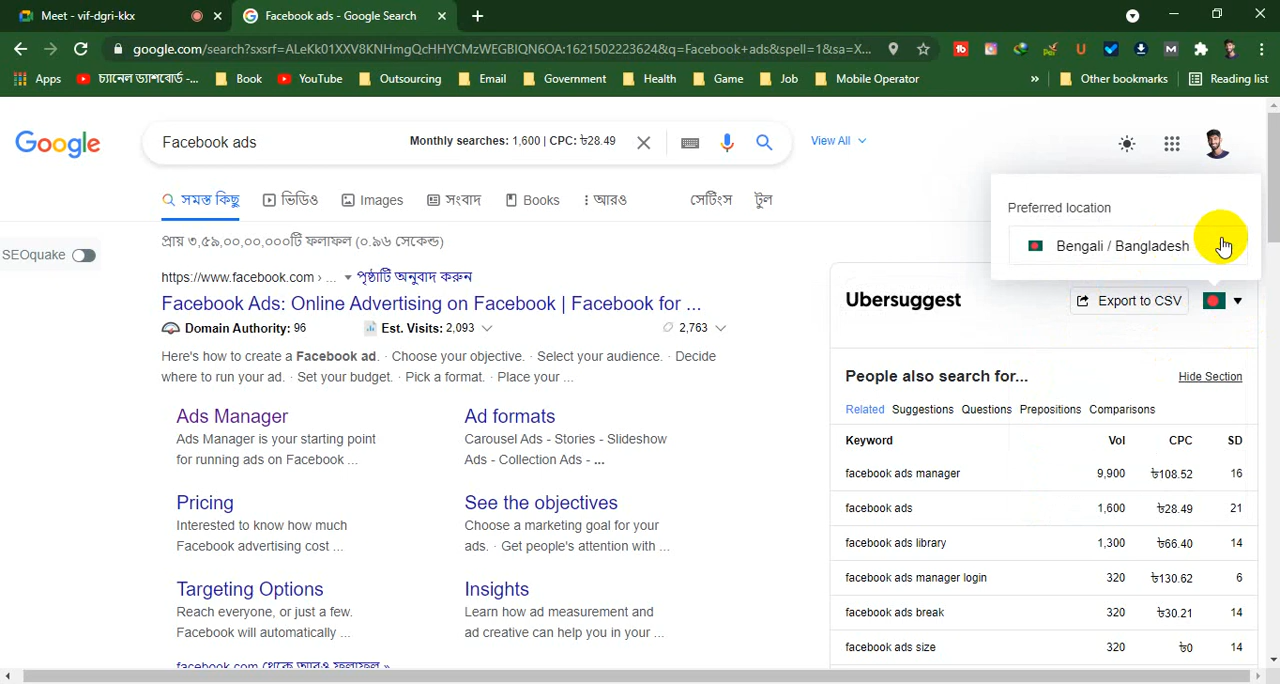 Meet - vif-dgri-kkx
Facebook ads - Google Search
google.com/search?sxsrf=ALeKk01XXV8KNHmgQcHHYCMzWEGBIQN6OA:1621502223624&q=Facebook+ads&spell=1&sa=X...
Apps
চ্যানেল ড্যাশবোর্ড -...
Book
YouTube
Outsourcing
Email
Government
Health
Game
Job
Mobile Operator
»
Other bookmarks
Reading list
Google
Facebook ads
Monthly searches: 1,600 | CPC: ৳28.49
View All
সমস্ত কিছু
ভিডিও
Images
সংবাদ
Books
আরও
সেটিংস
টুল
Preferred location
Bengali / Bangladesh
SEOquake
প্রায় ৩,৫৯,০০,০০,০০০টি ফলাফল (০.৯৬ সেকেন্ড)
https://www.facebook.com › ... ▼ পৃষ্ঠাটি অনুবাদ করুন
Facebook Ads: Online Advertising on Facebook | Facebook for ...
Domain Authority: 96
Est. Visits: 2,093
2,763
Here's how to create a Facebook ad. · Choose your objective. · Select your audience. · Decide
where to run your ad. · Set your budget. · Pick a format. · Place your ...
Ads Manager
Ads Manager is your starting point
for running ads on Facebook ...
Ad formats
Carousel Ads - Stories - Slideshow
Ads - Collection Ads - ...
Pricing
Interested to know how much
Facebook advertising cost ...
See the objectives
Choose a marketing goal for your
ads. · Get people's attention with ...
Targeting Options
Reach everyone, or just a few.
Facebook will automatically ...
Insights
Learn how ad measurement and
ad creative can help you in your ...
facebook.com থেকে আরও ফলাফল »
Ubersuggest
Export to CSV
People also search for...
Hide Section
Related Suggestions Questions Prepositions Comparisons
Keyword Vol CPC SD
facebook ads manager 9,900 ৳108.52 16
facebook ads 1,600 ৳28.49 21
facebook ads library 1,300 ৳66.40 14
facebook ads manager login 320 ৳130.62 6
facebook ads break 320 ৳30.21 14
facebook ads size 320 ৳0 14